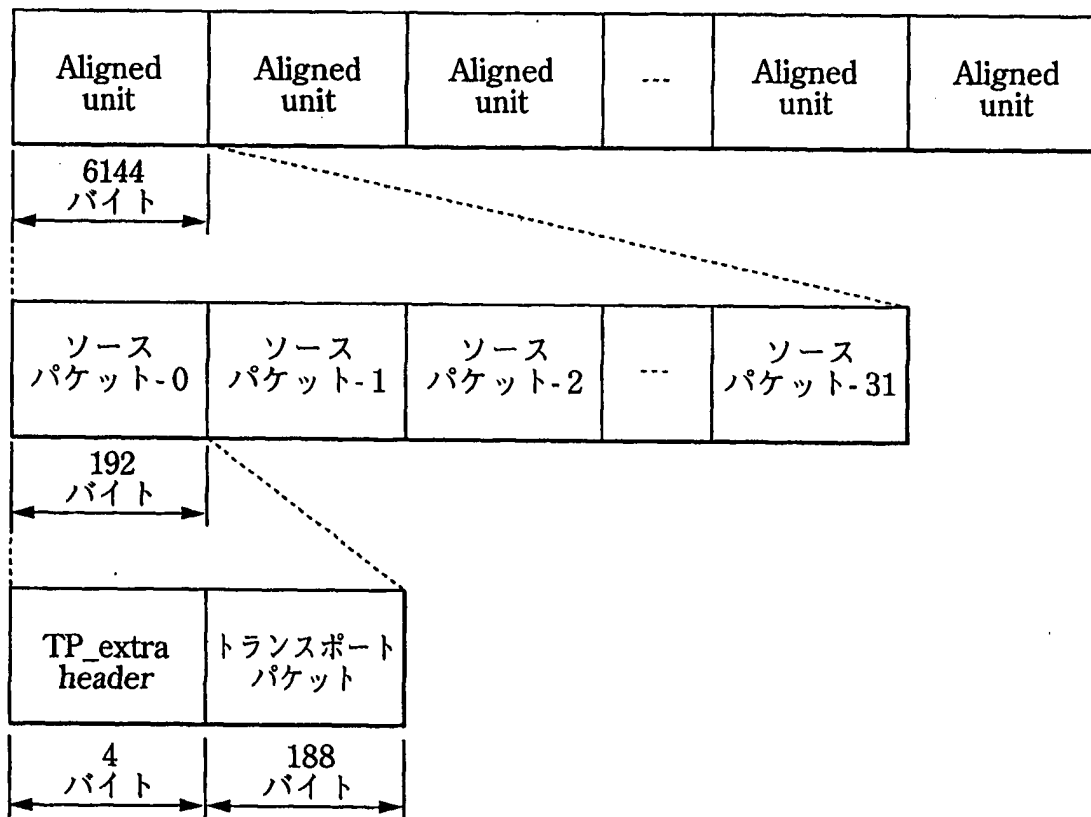 Aligned
unit
Aligned
unit
Aligned
unit
---
Aligned
unit
Aligned
unit
6144
バイト
ソース
パケット-0
ソース
パケット-1
ソース
パケット-2
---
ソース
パケット-31
192
バイト
TP_extra
header
トランスポート
パケット
4
バイト
188
バイト